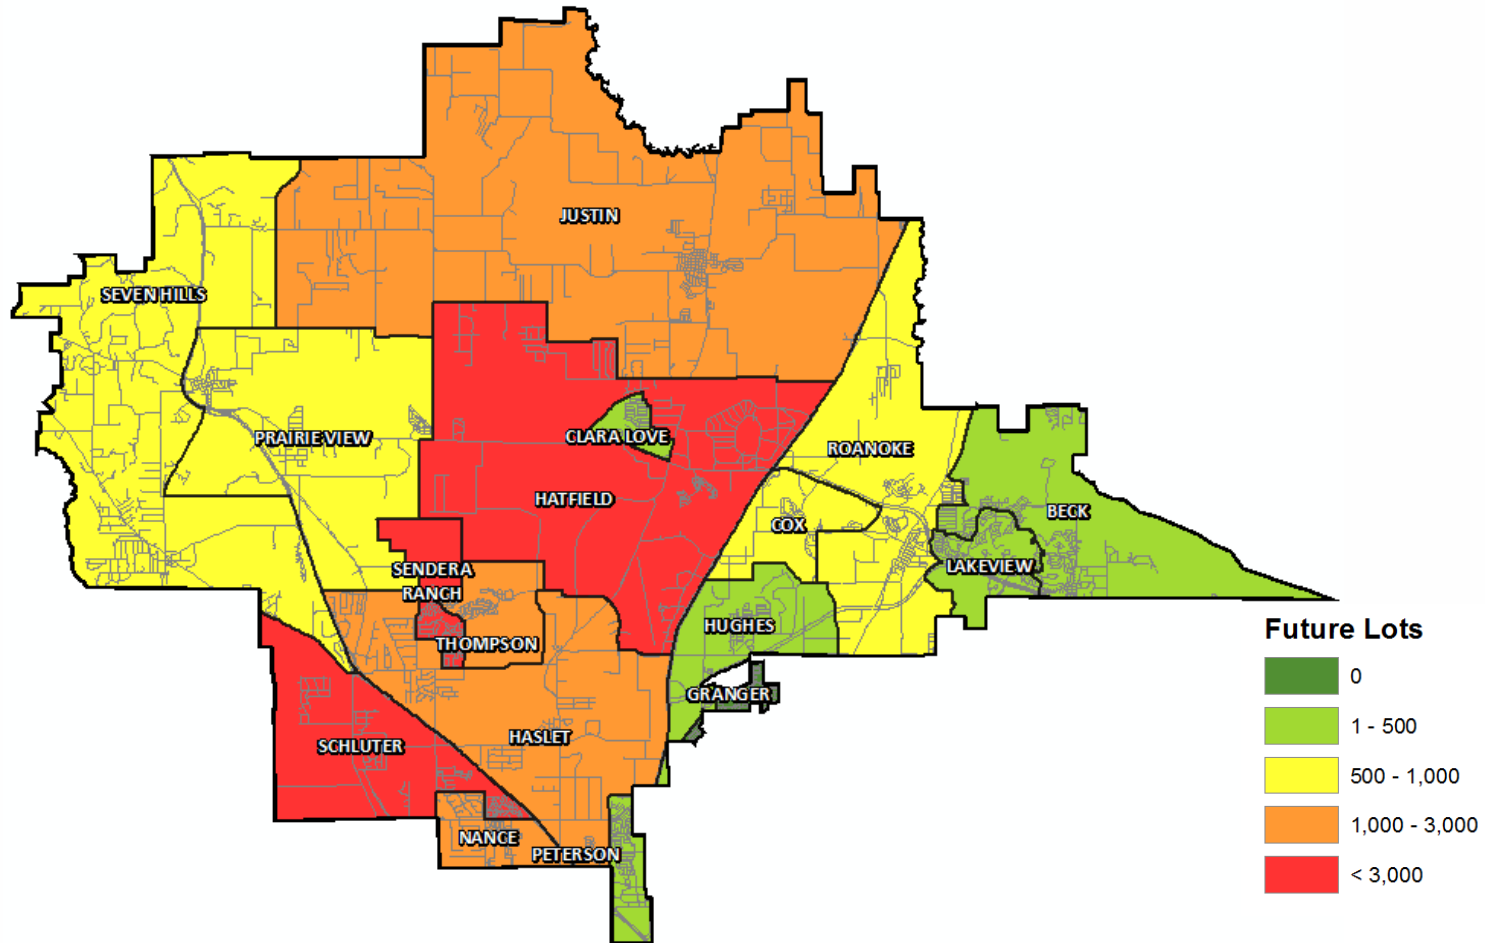 JUSTIN
SEVEN HILLS
PRAIRIE VIEW
CLARA LOVE
ROANOKE
HATFIELD
COX
BECK
SENDERA
RANCH
LAKEVIEW
HUGHES
THOMPSON
GRANGER
SCHLUTER
HASLET
NANCE
PETERSON
Future Lots
0
1 - 500
500 - 1,000
1,000 - 3,000
< 3,000